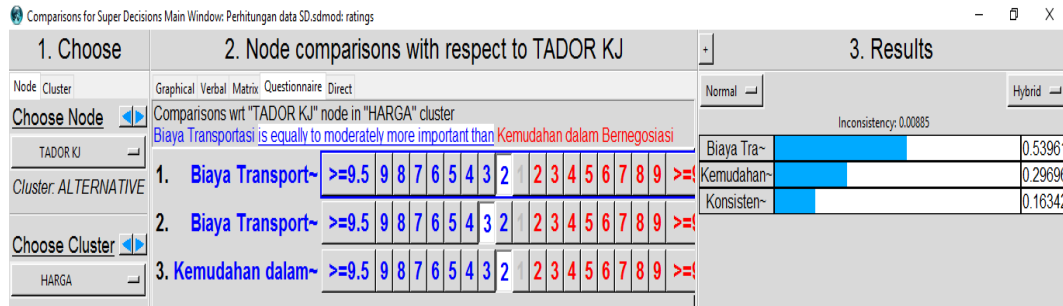 Comparisons for Super Decisions Main Window: Perhitungan data SD.sdmod: ratings
1. Choose
Node Cluster
Choose Node
TADOR KJ
Cluster: ALTERNATIVE
Choose Cluster
HARGA
2. Node comparisons with respect to TADOR KJ
Graphical Verbal Matrix Questionnaire Direct
Comparisons wrt "TADOR KJ" node in "HARGA" cluster
Biaya Transportasi is equally to moderately more important than Kemudahan dalam Bernegosiasi
1. Biaya Transport~ >=9.5 9 8 7 6 5 4 3 2 1 2 3 4 5 6 7 8 9 >=9
2. Biaya Transport~ >=9.5 9 8 7 6 5 4 3 2 1 2 3 4 5 6 7 8 9 >=9
3. Kemudahan dalam~ >=9.5 9 8 7 6 5 4 3 2 1 2 3 4 5 6 7 8 9 >=9
+ 3. Results
Normal Hybrid
Inconsistency: 0.00885
Biaya Tra~ 0.53961
Kemudahan~ 0.29696
Konsisten~ 0.16342